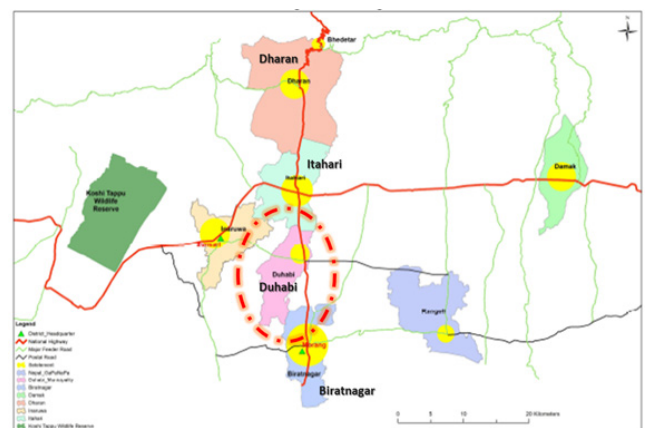 Bhedetar
Dharan
Dharan
Itahari
Itahari
Damak
Koshi Tappu
Wildlife
Reserve
Inaruwa
Duhabi
Duhabi
Rangeli
Morang
Biratnagar
Biratnagar
Legend
District_Headquarter
National Highway
Major Feeder Road
Postal Road
Settlement
Biratnagar
Damak
Dharan
Inaruwa
Itahari
Koshi Tappu Wildlife Reserve
0 5 10 20 Kilometers